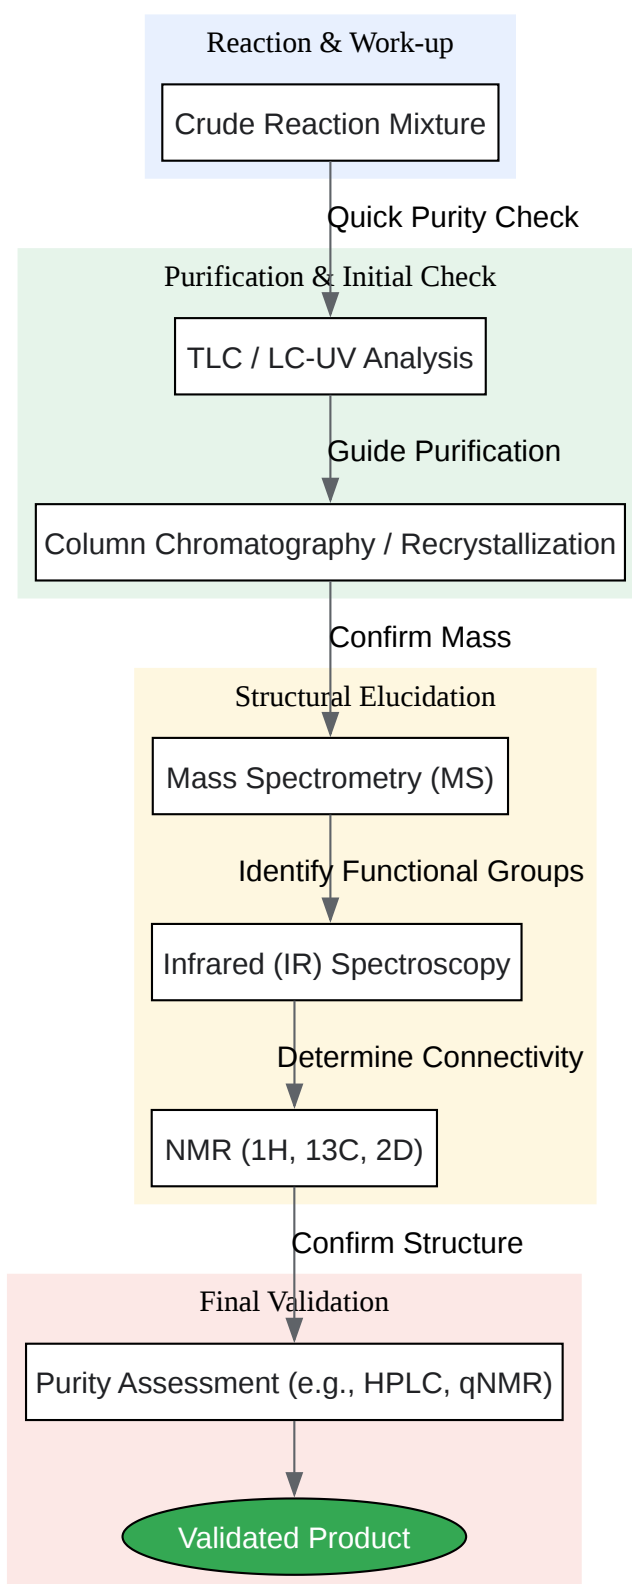 Reaction & Work-up
Crude Reaction Mixture
Quick Purity Check
Purification & Initial Check
TLC / LC-UV Analysis
Guide Purification
Column Chromatography / Recrystallization
Confirm Mass
Structural Elucidation
Mass Spectrometry (MS)
Identify Functional Groups
Infrared (IR) Spectroscopy
Determine Connectivity
NMR (1H, 13C, 2D)
Confirm Structure
Final Validation
Purity Assessment (e.g., HPLC, qNMR)
Validated Product